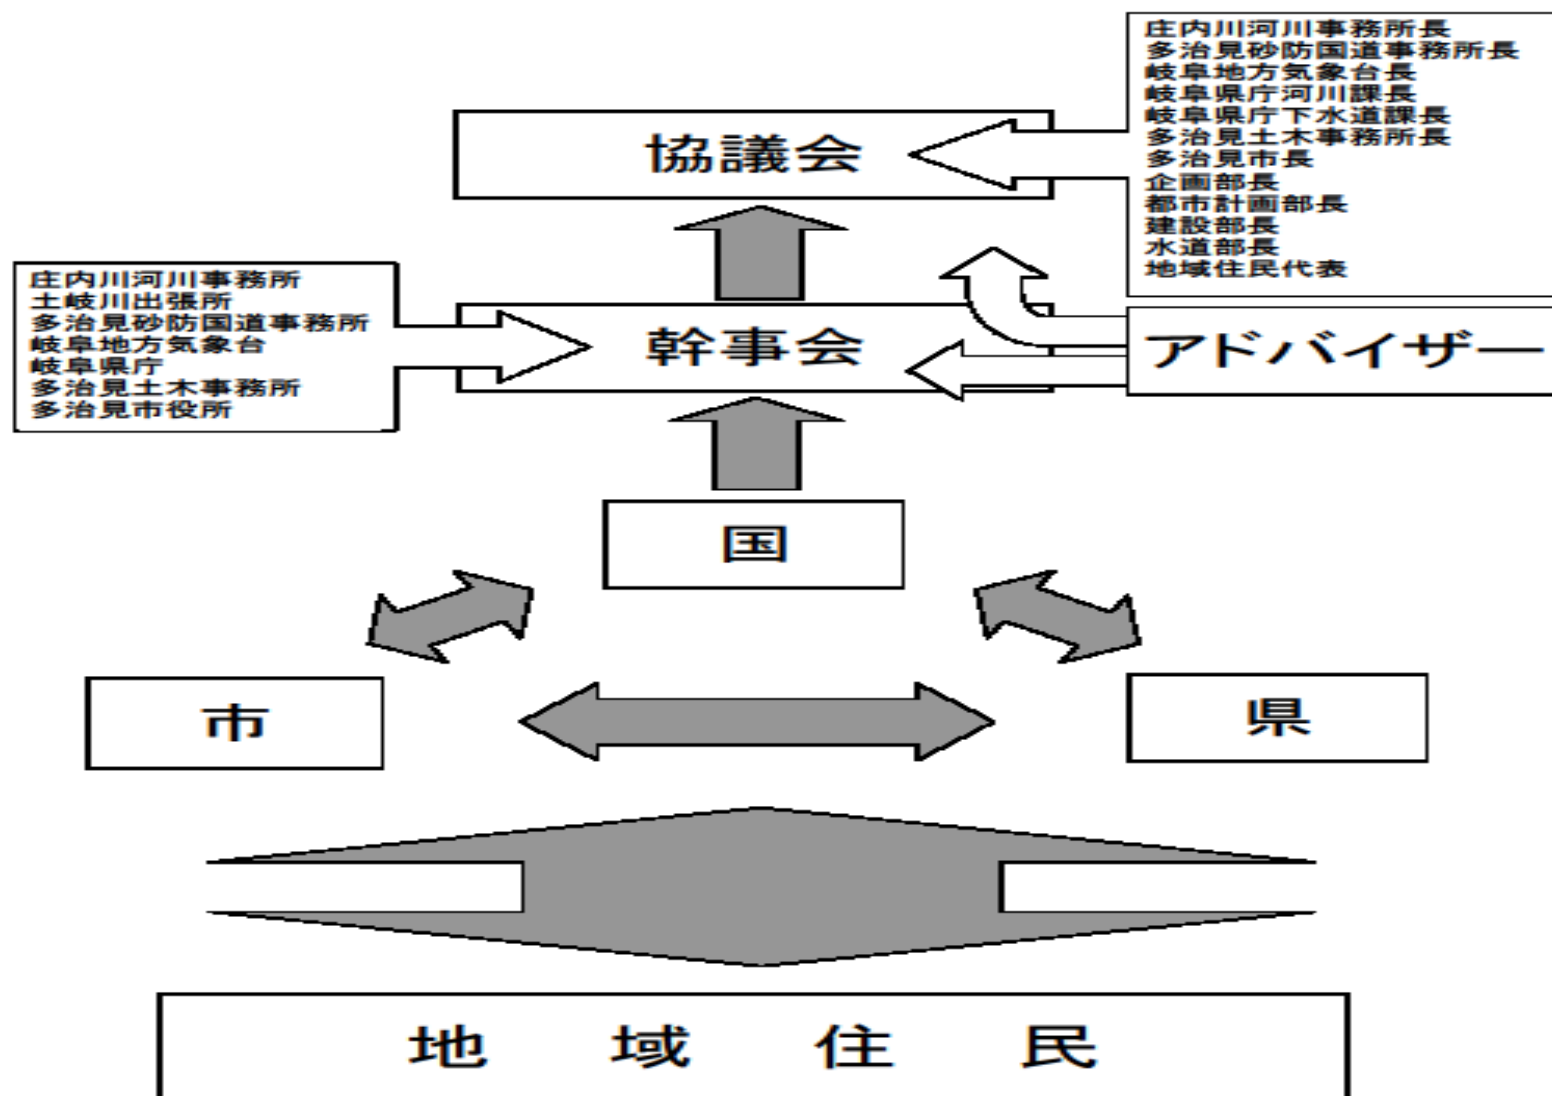 庄内川河川事務所長
多治見砂防国道事務所長
岐阜地方気象台長
岐阜県庁河川課長
岐阜県庁下水道課長
多治見土木事務所長
多治見市長
企画部長
都市計画部長
建設部長
水道部長
地域住民代表
協議会
庄内川河川事務所
土岐川出張所
多治見砂防国道事務所
岐阜地方気象台
岐阜県庁
多治見土木事務所
多治見市役所
幹事会
アドバイザー
国
市
県
地域住民